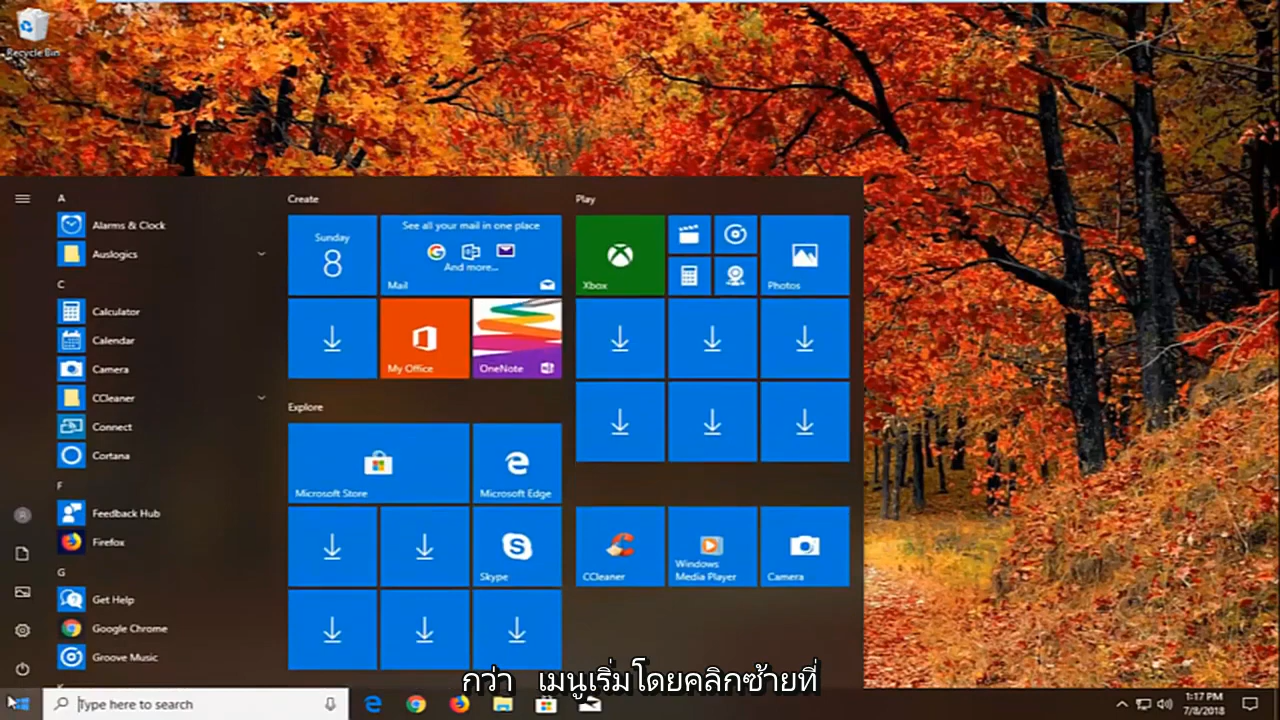 Recycle Bin
A
Alarms & Clock
Auslogics
C
Calculator
Calendar
Camera
CCleaner
Connect
Cortana
F
Feedback Hub
Firefox
G
Get Help
Google Chrome
Groove Music
Create
Sunday
8
See all your mail in one place
And more...
Mail
My Office
OneNote
Explore
Microsoft Store
Microsoft Edge
Skype
Play
Xbox
Photos
CCleaner
Windows
Media Player
Camera
กว่า เมนูเริ่มโดยคลิกซ้ายที่
Type here to search
1:17 PM
7/8/2018